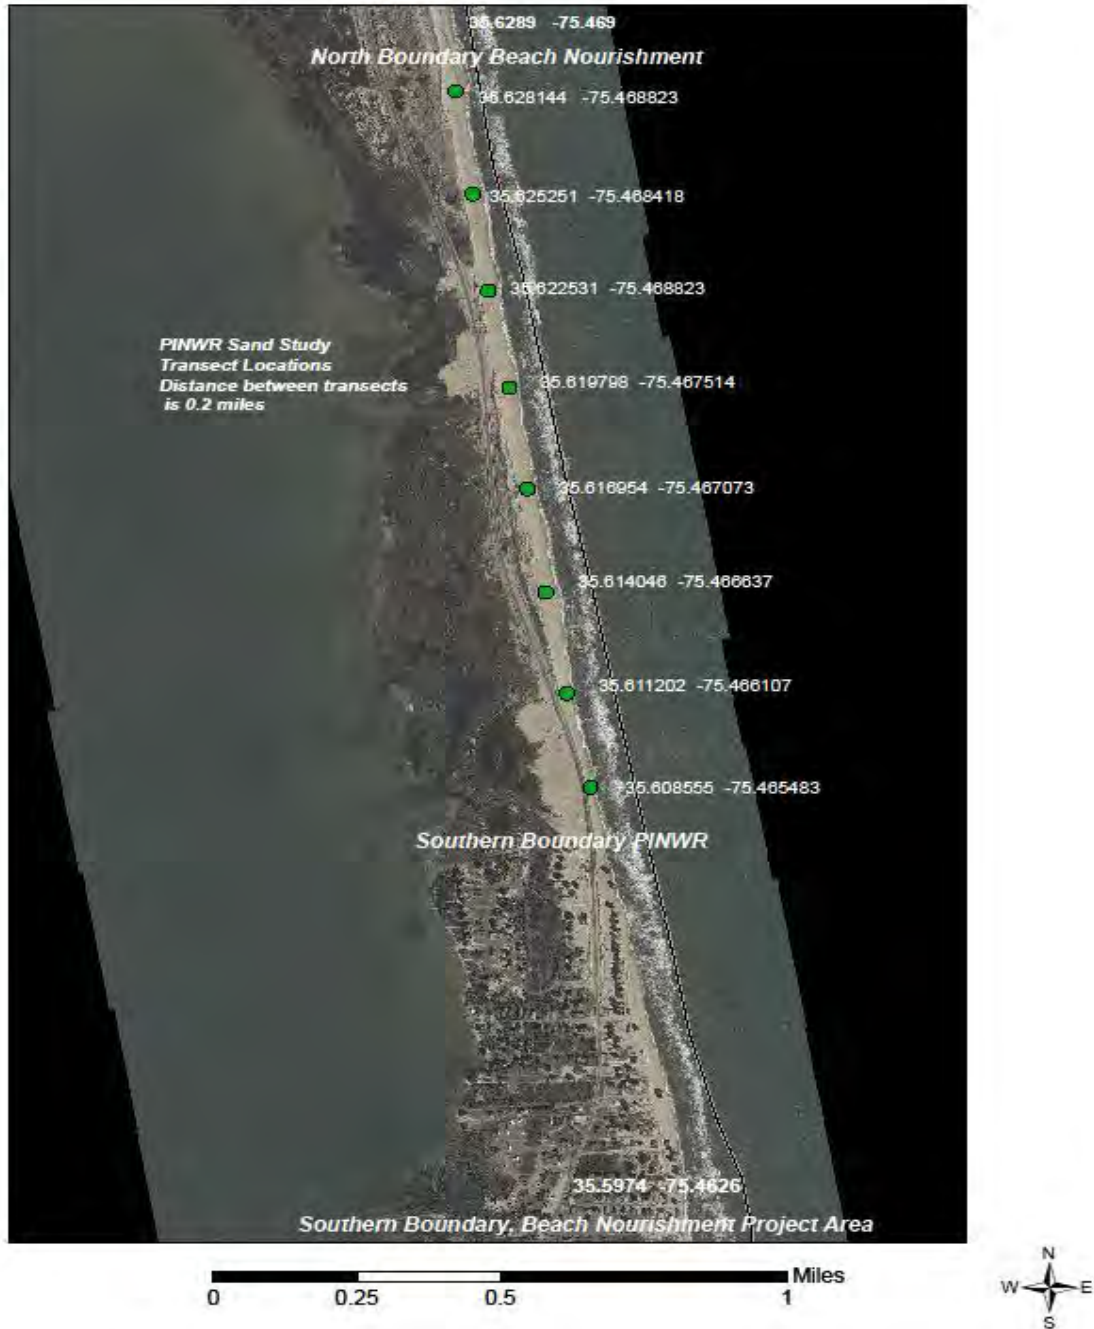 35.6289 -75.469
North Boundary Beach Nourishment
35.628144 -75.468823
35.625251 -75.468418
35.622531 -75.468823
PINWR Sand Study
Transect Locations
Distance between transects
is 0.2 miles
35.619798 -75.467514
35.616954 -75.467073
35.614046 -75.466637
35.611202 -75.466107
35.608555 -75.465483
Southern Boundary PINWR
35.5974 -75.4626
Southern Boundary, Beach Nourishment Project Area
Miles
0 0.25 0.5 1
N
W E
S